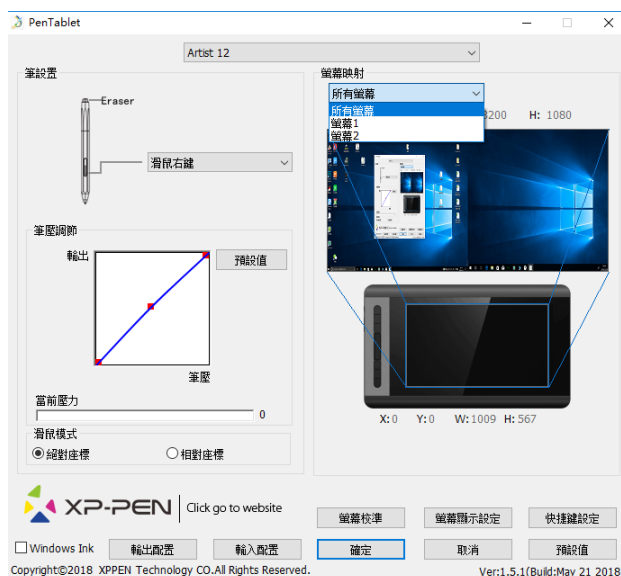 PenTablet
Artist 12
筆設置
Eraser
滑鼠右鍵
筆壓調節
輸出
預設值
筆壓
當前壓力
0
滑鼠模式
絕對座標
相對座標
螢幕映射
所有螢幕
所有螢幕
螢幕1
螢幕2
200 H: 1080
X: 0 Y: 0 W: 1009 H: 567
XP-PEN Click go to website
螢幕校準 螢幕顯示設定 快捷鍵設定
Windows Ink 輸出配置 輸入配置 確定 取消 預設值
Copyright©2018 XPPEN Technology CO.All Rights Reserved.
Ver:1.5.1(Build:May 21 2018